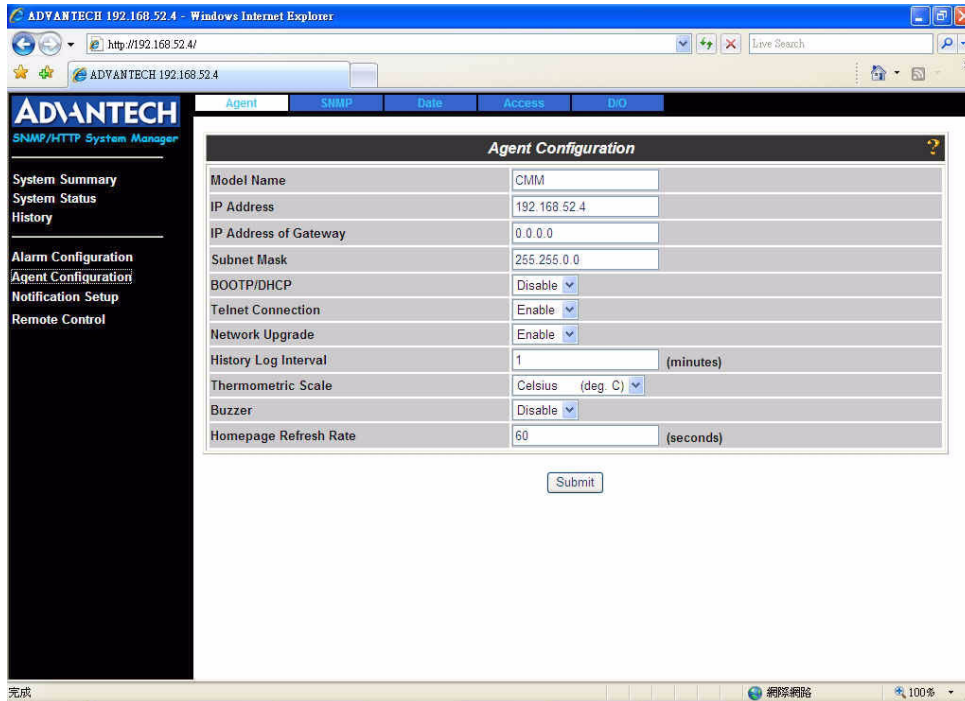 ADVANTECH 192.168.52.4 - Windows Internet Explorer
http://192.168.52.4/
Live Search
ADVANTECH 192.168.52.4
ADVANTECH
SNMP/HTTP System Manager
System Summary
System Status
History
Alarm Configuration
Agent Configuration
Notification Setup
Remote Control
Agent SNMP Date Access D/O
Agent Configuration ?
Model Name CMM
IP Address 192.168.52.4
IP Address of Gateway 0.0.0.0
Subnet Mask 255.255.0.0
BOOTP/DHCP Disable
Telnet Connection Enable
Network Upgrade Enable
History Log Interval 1 (minutes)
Thermometric Scale Celsius (deg. C)
Buzzer Disable
Homepage Refresh Rate 60 (seconds)
Submit
完成 網際網路 100%